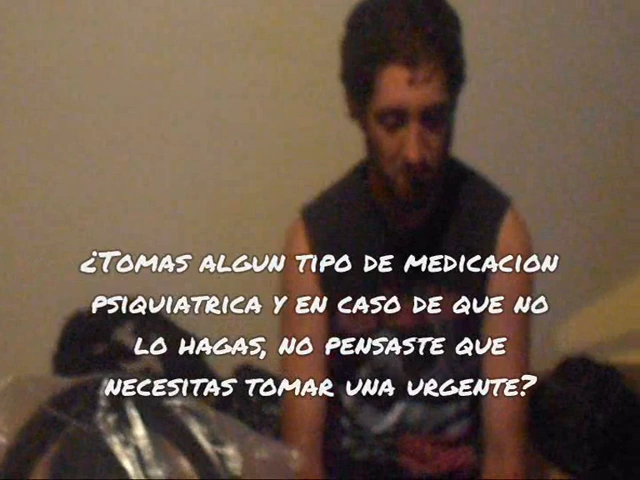 ¿Tomas algun tipo de medicacion
psiquiatrica y en caso de que no
lo hagas, no pensaste que
necesitas tomar una urgente?